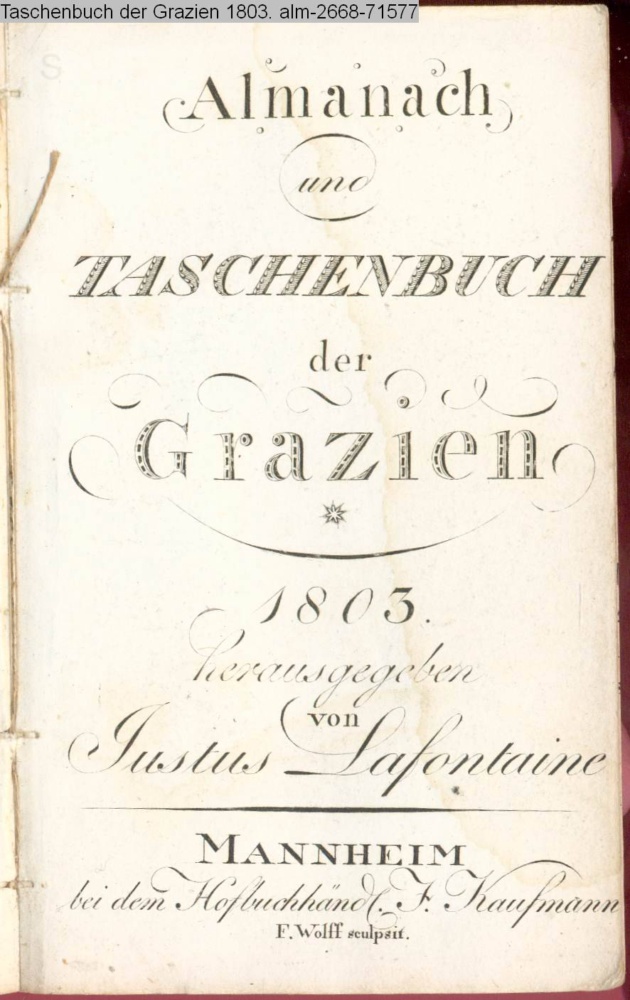 Taschenbuch der Grazien 1803. alm-2668-71577
Almanach
und
TASCHENBUCH
der
Grazien
1803.
herausgegeben
von
Justus Lafontaine
MANNHEIM
bei dem Hofbuchhändl. F. Kaufmann
F. Wolff sculpsit.